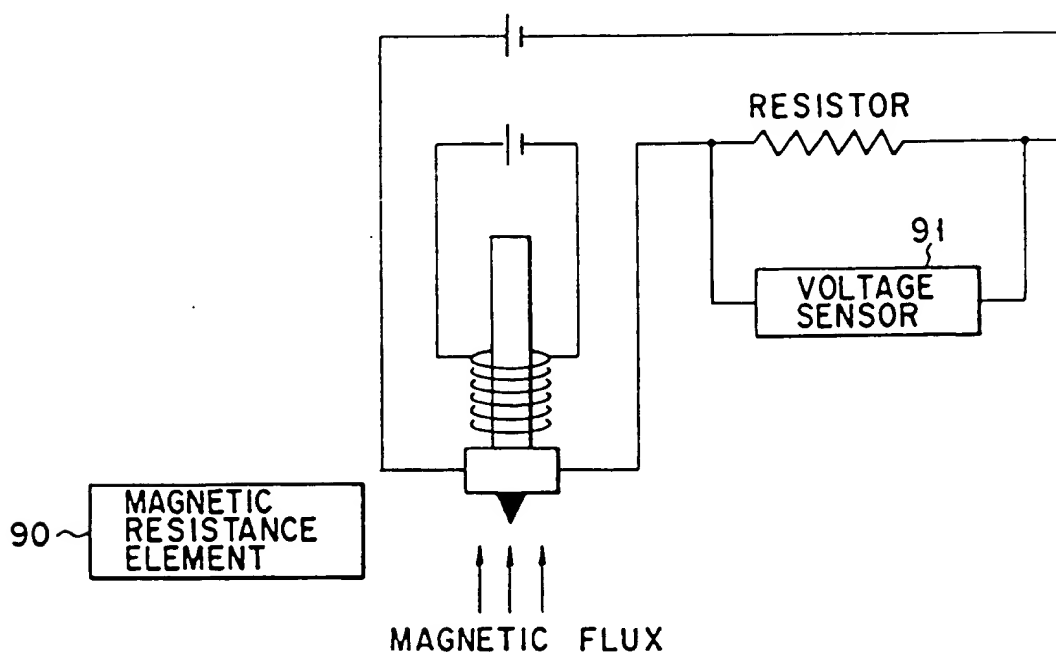 RESISTOR
91
VOLTAGE
SENSOR
90
MAGNETIC
RESISTANCE
ELEMENT
MAGNETIC FLUX